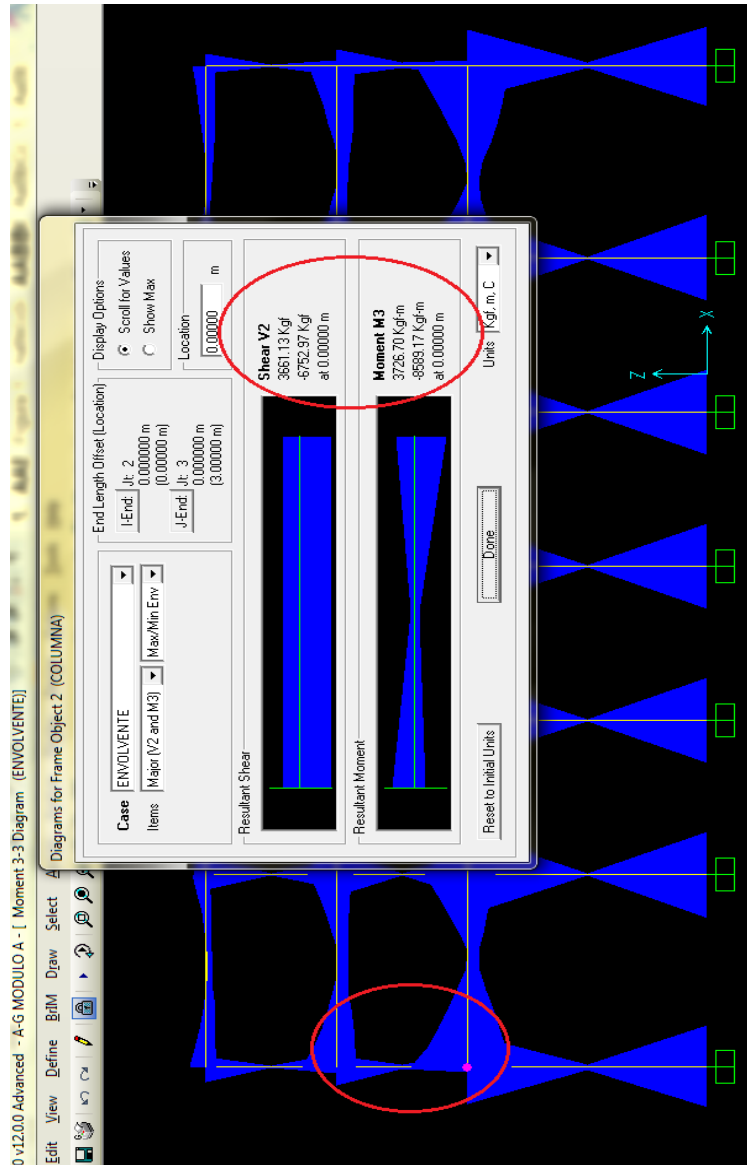 0 v12.0.0 Advanced - A-G MODULO A - [ Moment 3-3 Diagram (ENVOLVENTE)]
Edit View Define BrIM Draw Select
Diagrams for Frame Object 2 (COLUMNA)
Case ENVOLVENTE
Items Major (V2 and M3) Max/Min Env
End Length Offset (Location)
I-End: Jt: 2
0.000000 m
(0.00000 m)
J-End: Jt: 3
0.000000 m
(3.00000 m)
Display Options
Scroll for Values
Show Max
Location
0.00000 m
Resultant Shear
Shear V2
3661.13 Kgf
-6752.97 Kgf
at 0.00000 m
Resultant Moment
Moment M3
3726.70 Kgf-m
-8589.17 Kgf-m
at 0.00000 m
Reset to Initial Units
Done
Units Kgf, m, C
Z
X